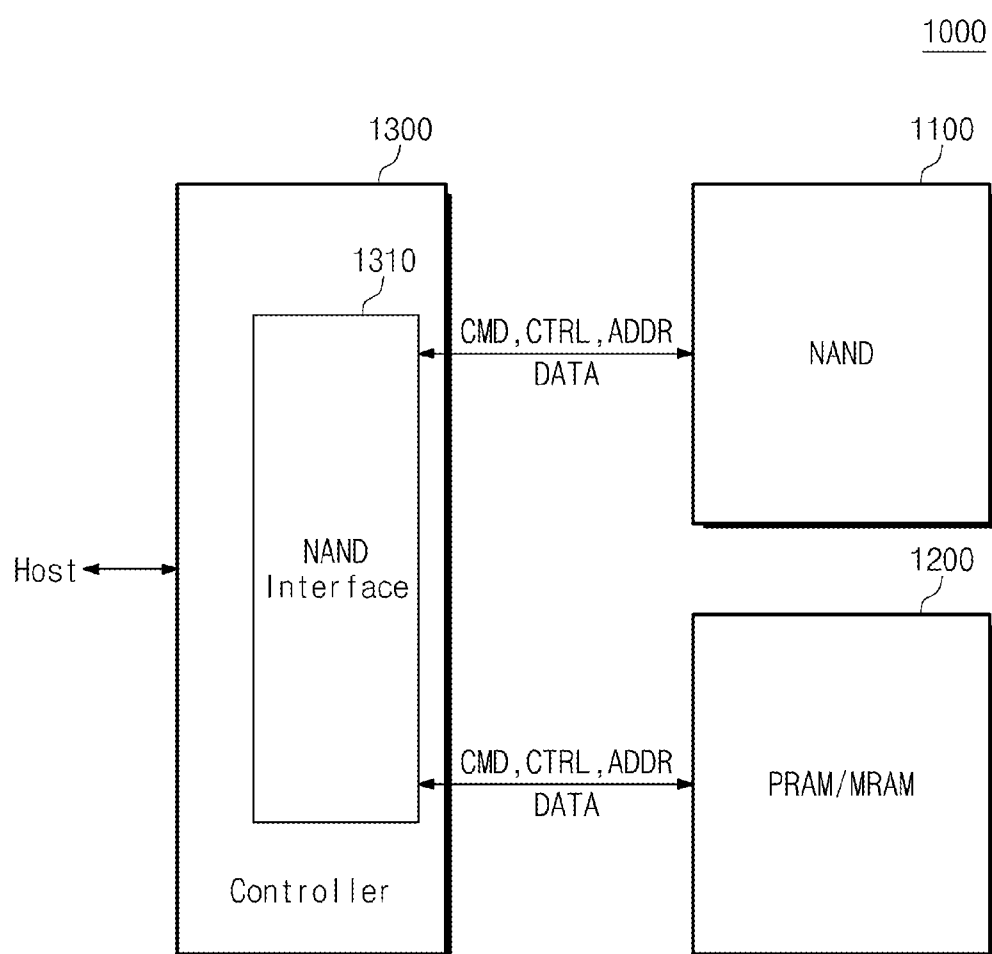 1000
1300
1100
1310
CMD,CTRL,ADDR
DATA
NAND
Host
NAND
Interface
1200
CMD,CTRL,ADDR
DATA
PRAM/MRAM
Controller